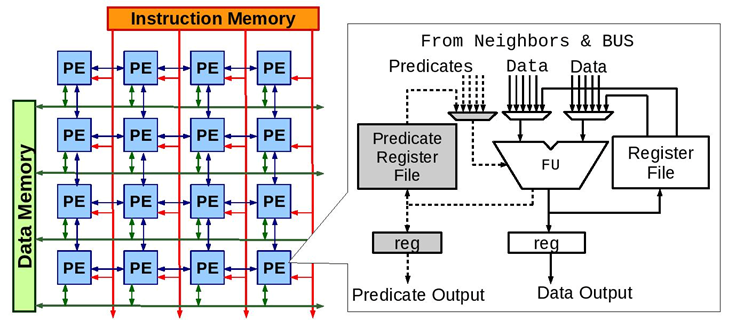 Instruction Memory
Data Memory
PE PE PE PE
PE PE PE PE
PE PE PE PE
PE PE PE PE
From Neighbors & BUS
Predicates Data Data
Predicate
Register
File
FU
Register
File
reg
reg
Predicate Output
Data Output